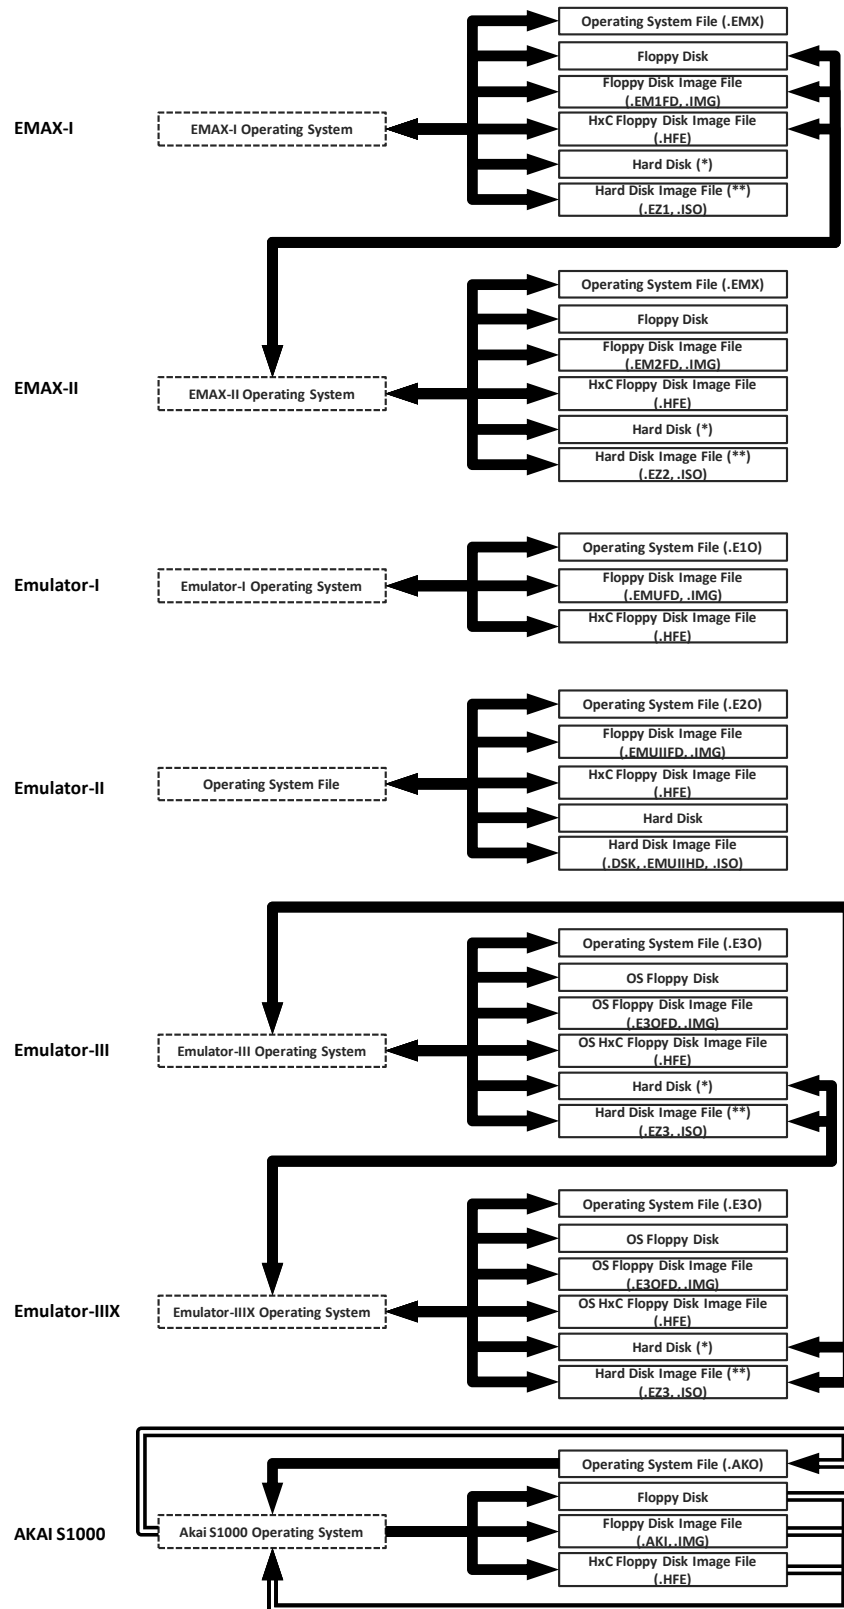 Operating System File (.EMX)
Floppy Disk
Floppy Disk Image File
(.EM1FD, .IMG)
EMAX-I
EMAX-I Operating System
HxC Floppy Disk Image File
(.HFE)
Hard Disk (*)
Hard Disk Image File (**)
(.EZ1, .ISO)
Operating System File (.EMX)
Floppy Disk
Floppy Disk Image File
(.EM2FD, .IMG)
EMAX-II
EMAX-II Operating System
HxC Floppy Disk Image File
(.HFE)
Hard Disk (*)
Hard Disk Image File (**)
(.EZ2, .ISO)
Operating System File (.E1O)
Emulator-I
Emulator-I Operating System
Floppy Disk Image File
(.EMUFD, .IMG)
HxC Floppy Disk Image File
(.HFE)
Operating System File (.E2O)
Floppy Disk Image File
(.EMUIIFD, .IMG)
Emulator-II
Operating System File
HxC Floppy Disk Image File
(.HFE)
Hard Disk
Hard Disk Image File
(.DSK, .EMUIIHD, .ISO)
Operating System File (.E3O)
OS Floppy Disk
OS Floppy Disk Image File
(.E3OFD, .IMG)
Emulator-III
Emulator-III Operating System
OS HxC Floppy Disk Image File
(.HFE)
Hard Disk (*)
Hard Disk Image File (**)
(.EZ3, .ISO)
Operating System File (.E3O)
OS Floppy Disk
OS Floppy Disk Image File
(.E3OFD, .IMG)
Emulator-IIIX
Emulator-IIIX Operating System
OS HxC Floppy Disk Image File
(.HFE)
Hard Disk (*)
Hard Disk Image File (**)
(.EZ3, .ISO)
Operating System File (.AKO)
Floppy Disk
AKAI S1000
Akai S1000 Operating System
Floppy Disk Image File
(.AKI, .IMG)
HxC Floppy Disk Image File
(.HFE)